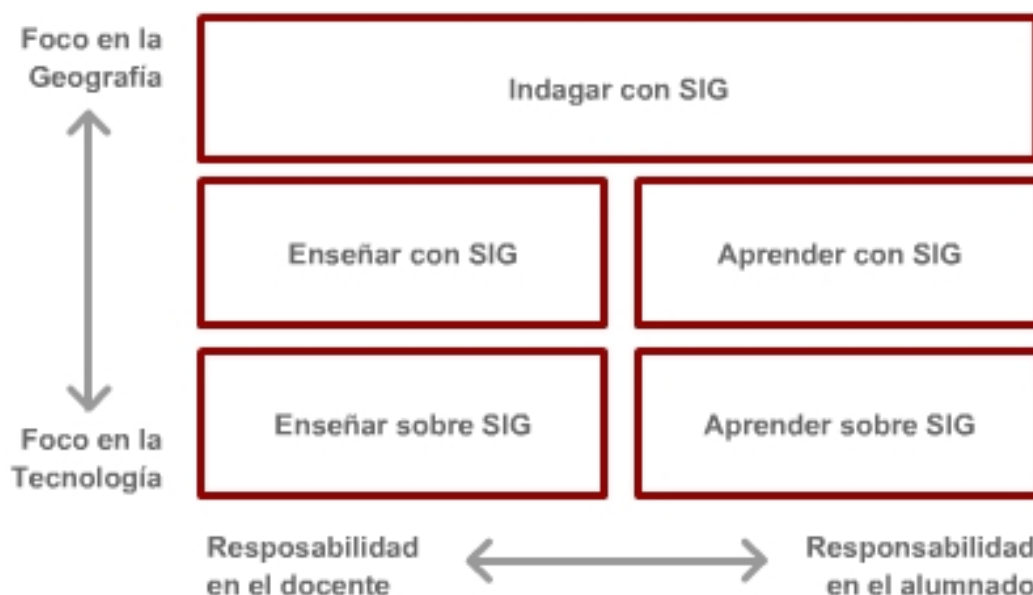 Foco en la
Geografía
Indagar con SIG
Enseñar con SIG
Aprender con SIG
Enseñar sobre SIG
Aprender sobre SIG
Foco en la
Tecnología
Resposabilidad
en el docente
Responsabilidad
en el alumnado